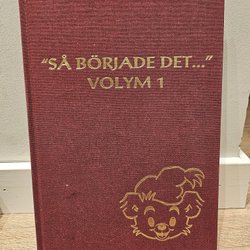 "SÅ BÖRJADE DET..."
VOLYM 1